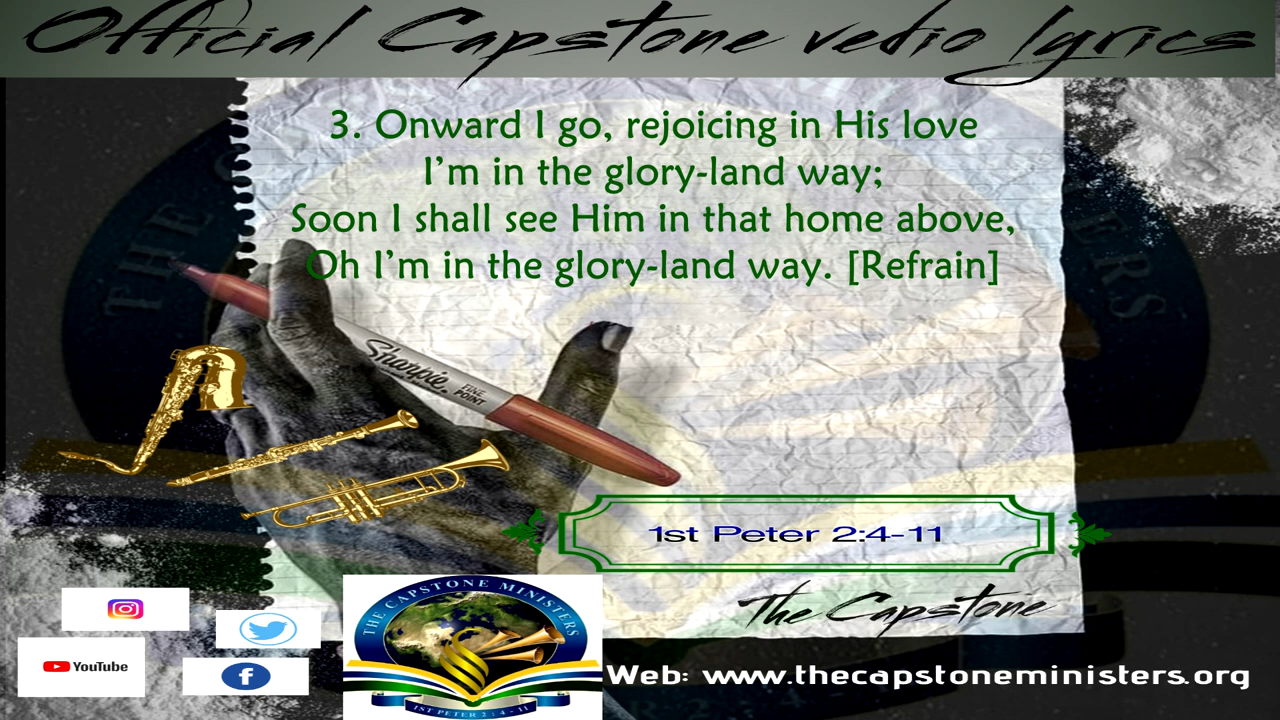 Official Capstone vedio lyrics
3. Onward I go, rejoicing in His love
I'm in the glory-land way;
Soon I shall see Him in that home above,
Oh I'm in the glory-land way. [Refrain]
Sharpie.
FINE
POINT
1st Peter 2:4-11
The Capstone
THE CAPSTONE MINISTERS
1ST PETER 2 : 4 - 11
YouTube
Web: www.thecapstoneministers.org